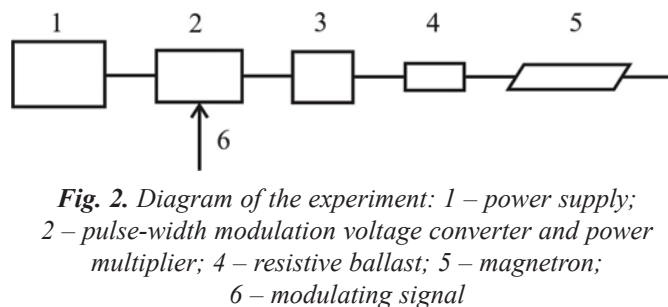 1 2 3 4 5
6
Fig. 2. Diagram of the experiment: 1 – power supply;
2 – pulse-width modulation voltage converter and power
multiplier; 4 – resistive ballast; 5 – magnetron;
6 – modulating signal